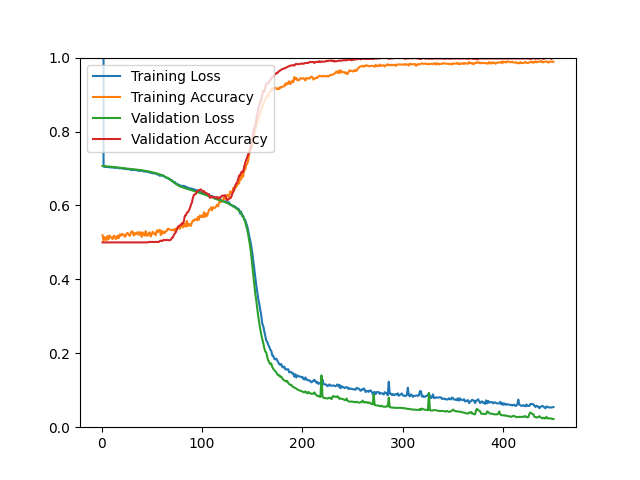 1.0
0.8
0.6
0.4
0.2
0.0
Training Loss
Training Accuracy
Validation Loss
Validation Accuracy
0 100 200 300 400